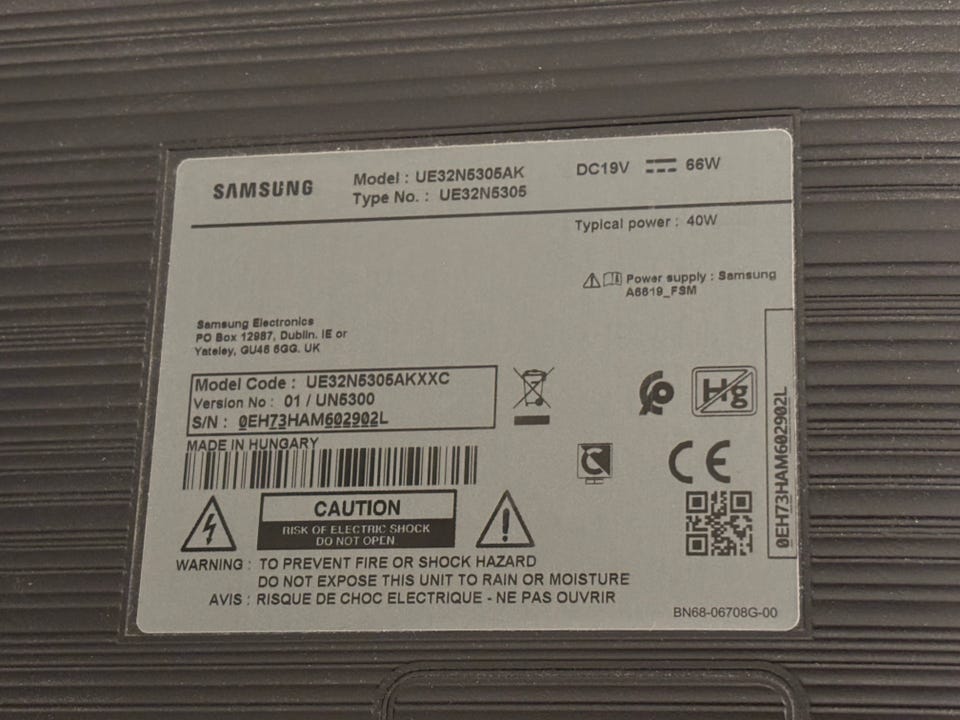 SAMSUNG
Model : UE32N5305AK
Type No. : UE32N5305
DC19V 66W
Typical power : 40W
Power supply : Samsung
A6619_FSM
Samsung Electronics
PO Box 12987, Dublin. IE or
Yateley, GU46 6GG. UK
Model Code : UE32N5305AKXXC
Version No : 01 / UN5300
S/N : 0EH73HAM602902L
MADE IN HUNGARY
Hg
CE
0EH73HAM602902L
CAUTION
RISK OF ELECTRIC SHOCK
DO NOT OPEN
WARNING : TO PREVENT FIRE OR SHOCK HAZARD
DO NOT EXPOSE THIS UNIT TO RAIN OR MOISTURE
AVIS : RISQUE DE CHOC ELECTRIQUE - NE PAS OUVRIR
BN68-06708G-00